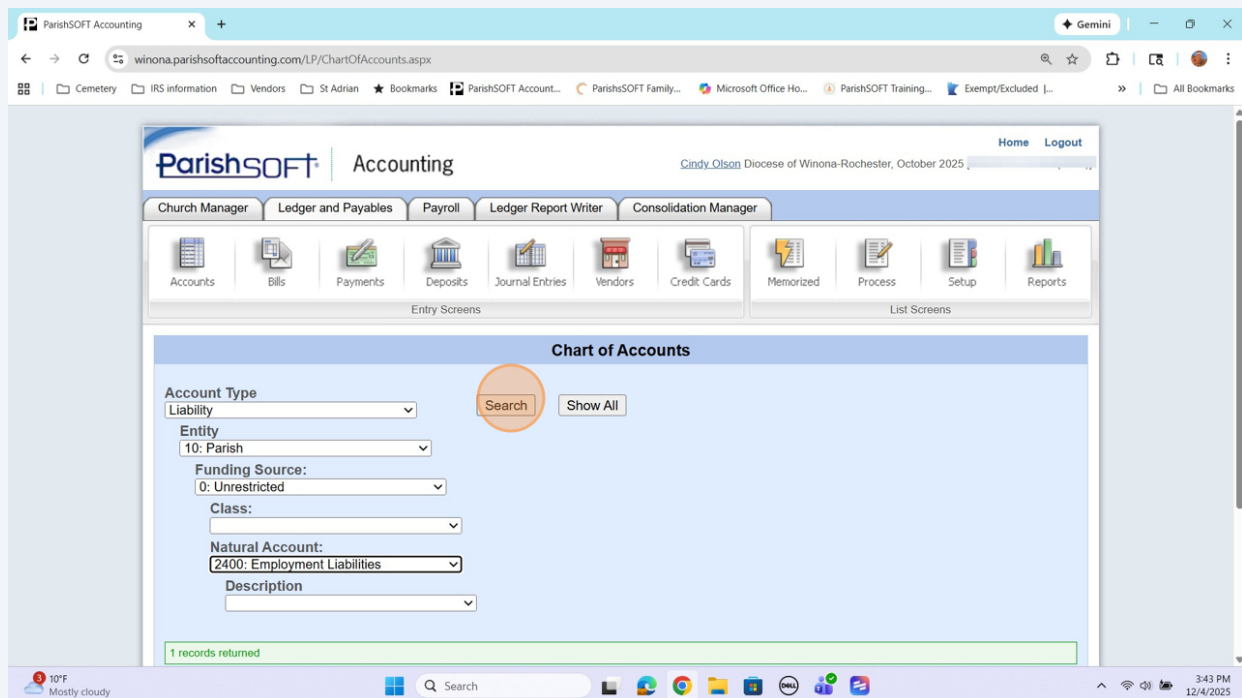 ParishSOFT Accounting
Gemini
winona.parishsoftaccounting.com/LP/ChartOfAccounts.aspx
Cemetery IRS information Vendors St Adrian Bookmarks ParishSOFT Account... ParishsSOFT Family... Microsoft Office Ho... ParishSOFT Training... Exempt/Excluded |... » All Bookmarks
Home Logout
ParishSOFT Accounting
Cindy Olson Diocese of Winona-Rochester, October 2025
Church Manager Ledger and Payables Payroll Ledger Report Writer Consolidation Manager
Accounts Bills Payments Deposits Journal Entries Vendors Credit Cards Memorized Process Setup Reports
Entry Screens List Screens
Chart of Accounts
Account Type
Liability Search Show All
Entity
10: Parish
Funding Source:
0: Unrestricted
Class:
Natural Account:
2400: Employment Liabilities
Description
1 records returned
3 10°F
Mostly cloudy
Search
DELL
3:43 PM
12/4/2025